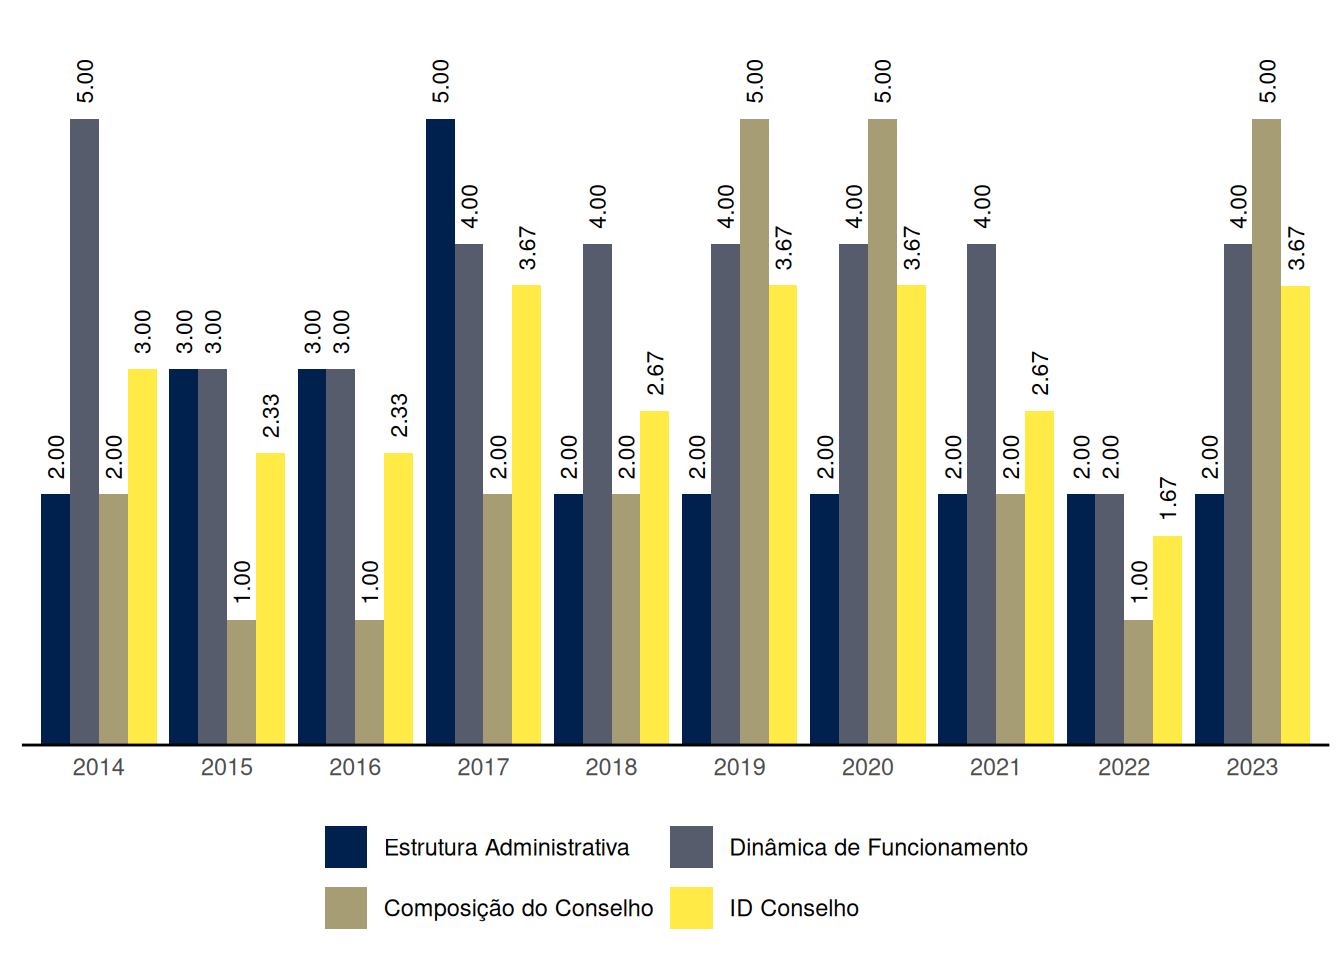 2.00 5.00 2.00 3.00
3.00 3.00 1.00 2.33
3.00 3.00 1.00 2.33
5.00 4.00 2.00 3.67
2.00 4.00 2.00 2.67
2.00 4.00 5.00 3.67
2.00 4.00 5.00 3.67
2.00 4.00 2.00 2.67
2.00 2.00 1.00 1.67
2.00 4.00 5.00 3.67
2014 2015 2016 2017 2018 2019 2020 2021 2022 2023
Estrutura Administrativa Dinâmica de Funcionamento
Composição do Conselho ID Conselho